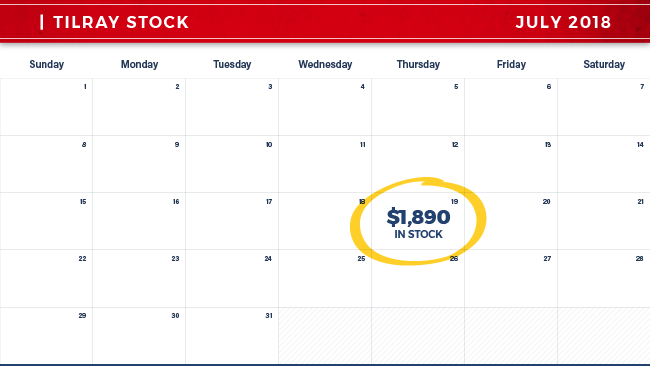 | TILRAY STOCK JULY 2018
Sunday Monday Tuesday Wednesday Thursday Friday Saturday
1 2 3 4 5 6 7
8 9 10 11 12 13 14
15 16 17 18 19 20 21
$1,890
IN STOCK
22 23 24 25 26 27 28
29 30 31